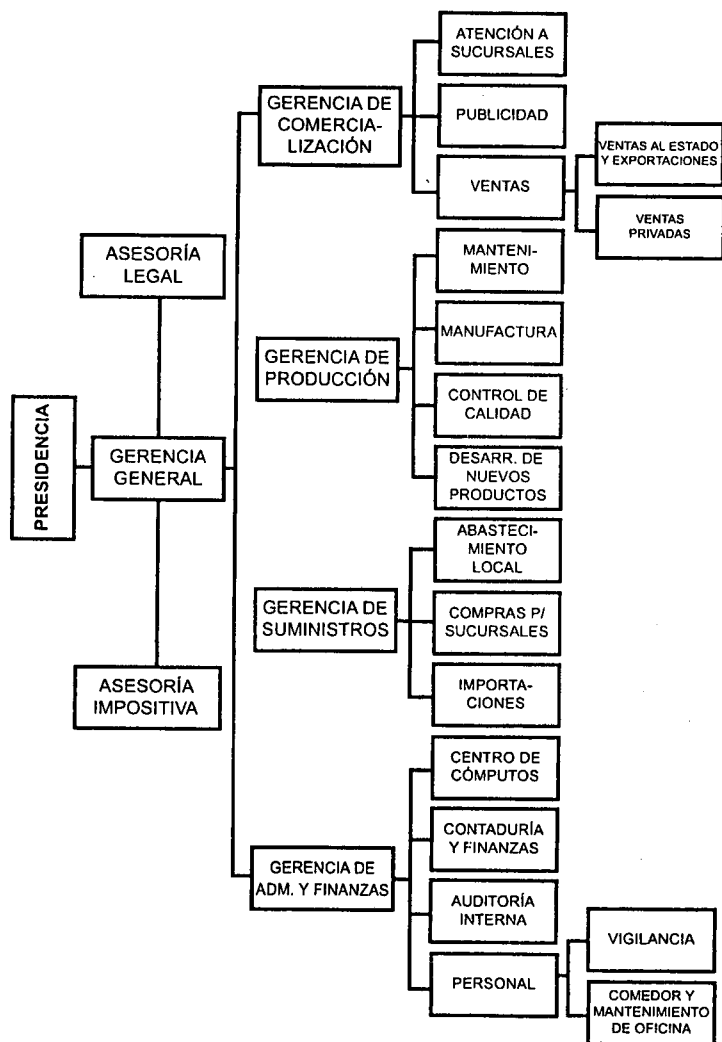 PRESIDENCIA
ASESORÍA
LEGAL
GERENCIA
GENERAL
ASESORÍA
IMPOSITIVA
GERENCIA DE
COMERCIA-
LIZACIÓN
ATENCIÓN A
SUCURSALES
PUBLICIDAD
VENTAS
VENTAS AL ESTADO
Y EXPORTACIONES
VENTAS
PRIVADAS
GERENCIA DE
PRODUCCIÓN
MANTENI-
MIENTO
MANUFACTURA
CONTROL DE
CALIDAD
DESARR. DE
NUEVOS
PRODUCTOS
GERENCIA DE
SUMINISTROS
ABASTECI-
MIENTO
LOCAL
COMPRAS P/
SUCURSALES
IMPORTA-
CIONES
GERENCIA DE
ADM. Y FINANZAS
CENTRO DE
CÓMPUTOS
CONTADURÍA
Y FINANZAS
AUDITORÍA
INTERNA
PERSONAL
VIGILANCIA
COMEDOR Y
MANTENIMIENTO
DE OFICINA